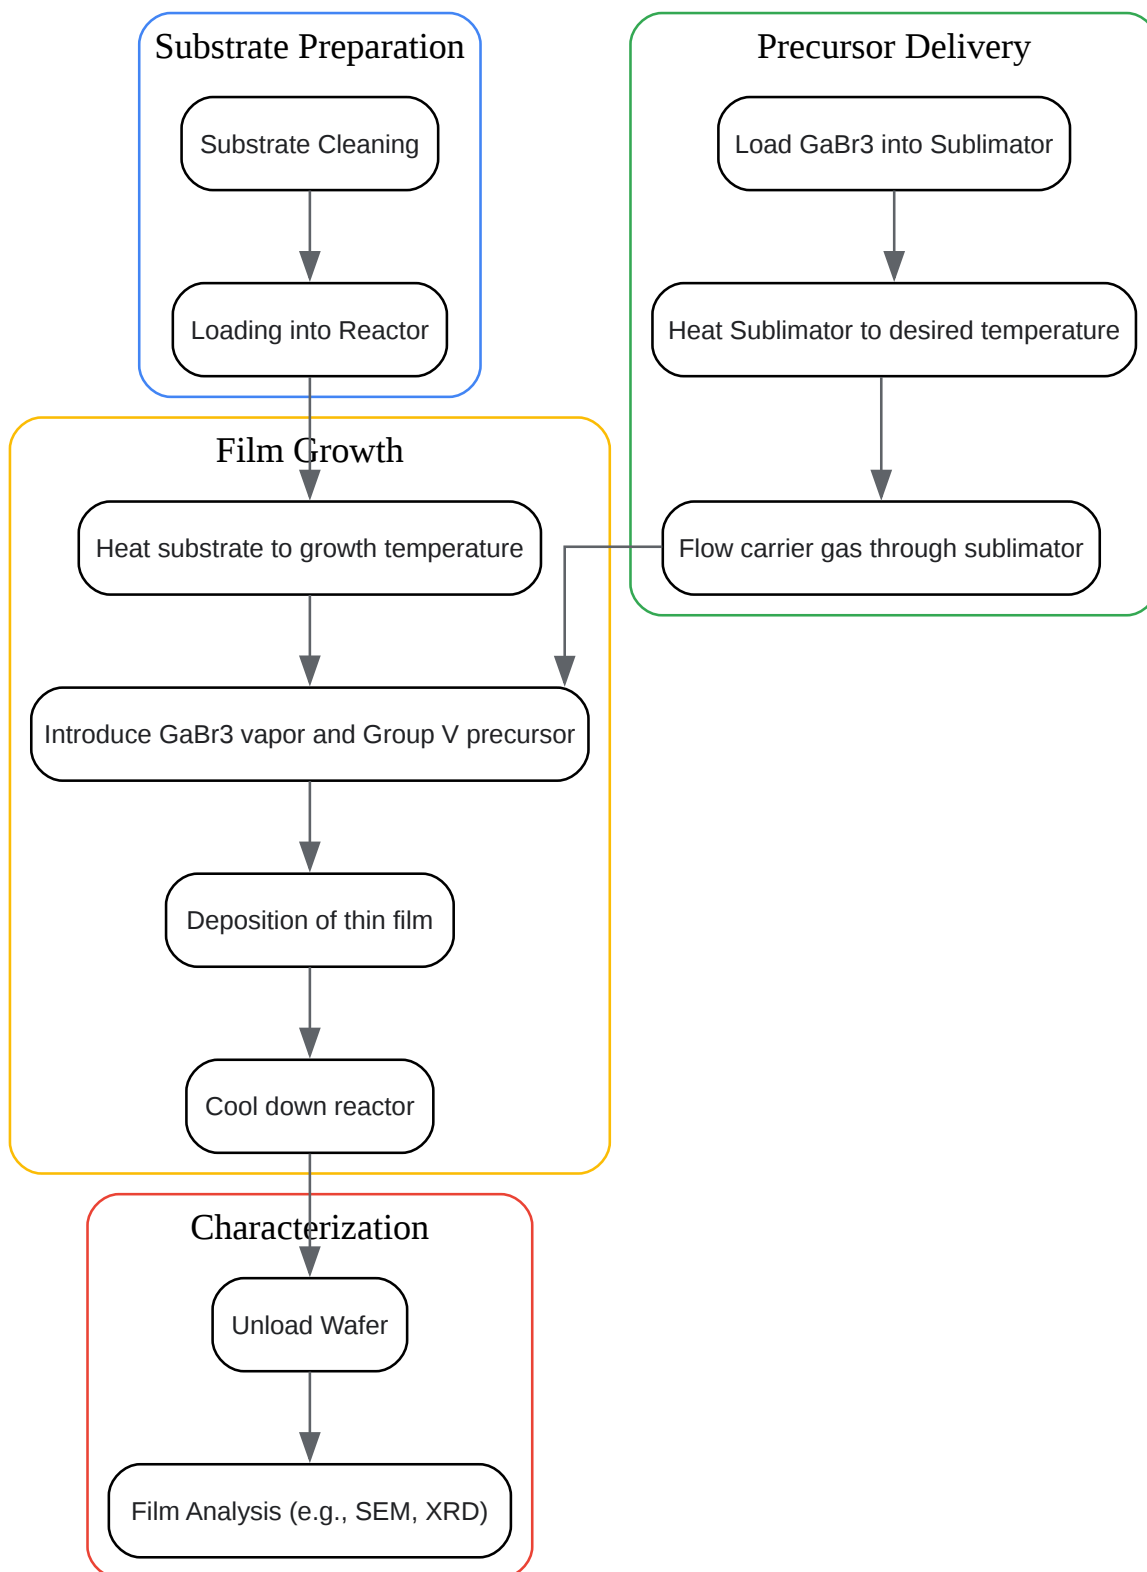 Substrate Preparation
Substrate Cleaning
Loading into Reactor
Precursor Delivery
Load GaBr3 into Sublimator
Heat Sublimator to desired temperature
Flow carrier gas through sublimator
Film Growth
Heat substrate to growth temperature
Introduce GaBr3 vapor and Group V precursor
Deposition of thin film
Cool down reactor
Characterization
Unload Wafer
Film Analysis (e.g., SEM, XRD)